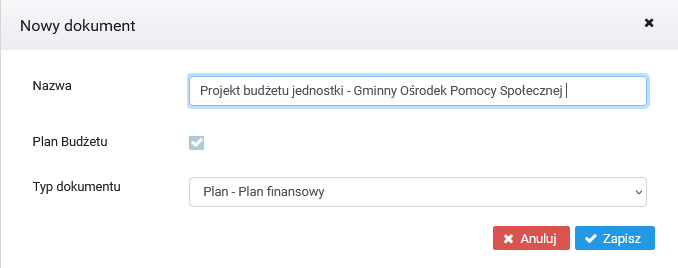 Nowy dokument
Nazwa
Projekt budżetu jednostki - Gminny Ośrodek Pomocy Społecznej
Plan Budżetu
Typ dokumentu
Plan - Plan finansowy
Anuluj
Zapisz